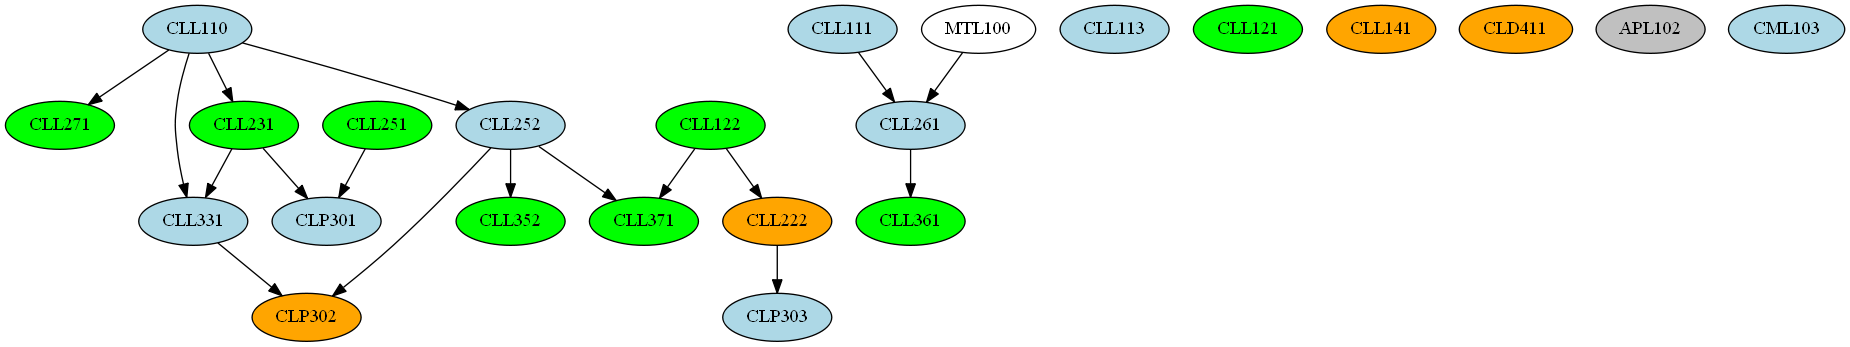 CLL110 CLL111 MTL100 CLL113 CLL121 CLL141 CLD411 APL102 CML103
CLL271 CLL231 CLL251 CLL252 CLL122 CLL261
CLL331 CLP301 CLL352 CLL371 CLL222 CLL361
CLP302 CLP303